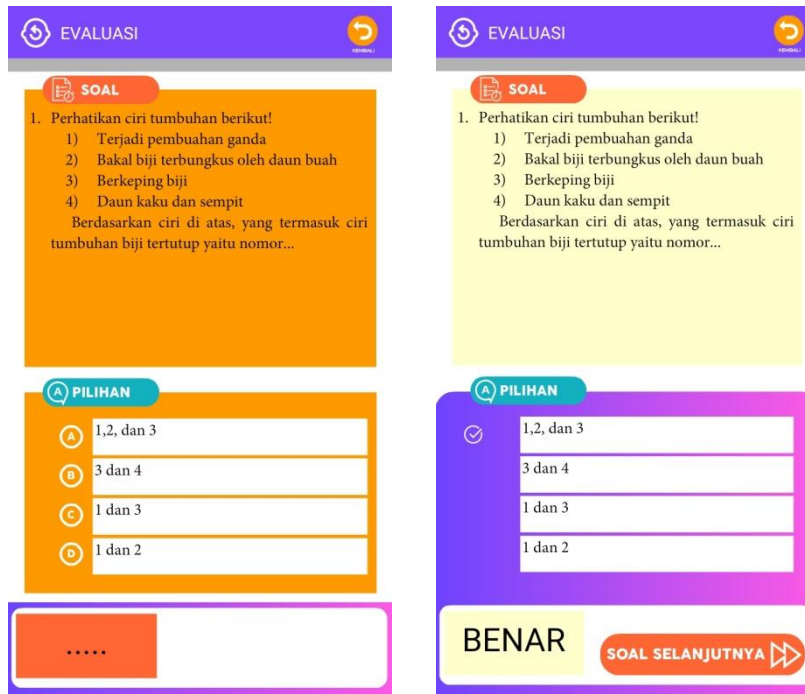 EVALUASI
KEMBALI
SOAL
1. Perhatikan ciri tumbuhan berikut!
1) Terjadi pembuahan ganda
2) Bakal biji terbungkus oleh daun buah
3) Berkeping biji
4) Daun kaku dan sempit
Berdasarkan ciri di atas, yang termasuk ciri
tumbuhan biji tertutup yaitu nomor...
A PILIHAN
A 1,2, dan 3
B 3 dan 4
C 1 dan 3
D 1 dan 2
.....
EVALUASI
KEMBALI
SOAL
1. Perhatikan ciri tumbuhan berikut!
1) Terjadi pembuahan ganda
2) Bakal biji terbungkus oleh daun buah
3) Berkeping biji
4) Daun kaku dan sempit
Berdasarkan ciri di atas, yang termasuk ciri
tumbuhan biji tertutup yaitu nomor...
A PILIHAN
1,2, dan 3
3 dan 4
1 dan 3
1 dan 2
BENAR
SOAL SELANJUTNYA